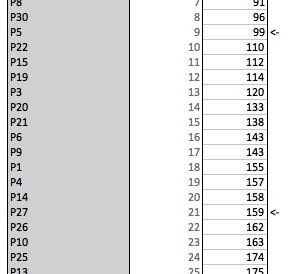 P8 7 91
P30 8 96
P5 9 99 <-
P22 10 110
P15 11 112
P19 12 114
P3 13 120
P20 14 133
P21 15 138
P6 16 143
P9 17 143
P1 18 155
P4 19 157
P14 20 158
P27 21 159 <-
P26 22 162
P10 23 163
P25 24 174
P13 25 175